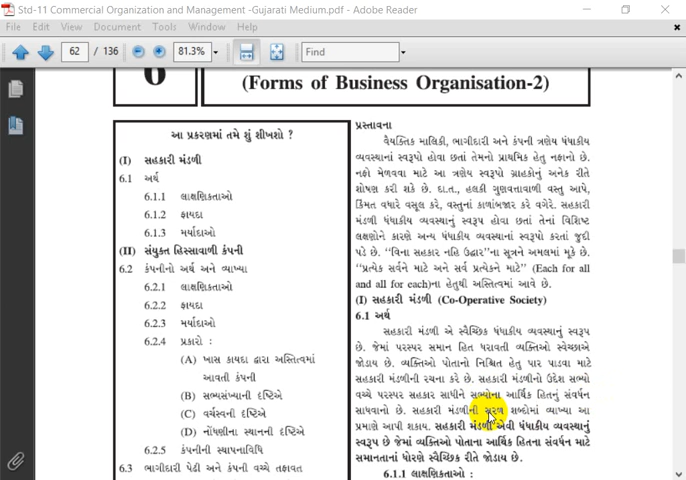 Std-11 Commercial Organization and Management -Gujarati Medium.pdf - Adobe Reader
File Edit View Document Tools Window Help
62 / 136 81.3% Find
6
(Forms of Business Organisation-2)
આ પ્રકરણમાં તમે શું શીખશો ?
(I) સહકારી મંડળી
6.1 અર્થ
6.1.1 લાક્ષણિકતાઓ
6.1.2 ફાયદા
6.1.3 મર્યાદાઓ
(II) સંયુક્ત હિસ્સાવાળી કંપની
6.2 કંપનીનો અર્થ અને વ્યાખ્યા
6.2.1 લાક્ષણિકતાઓ
6.2.2 ફાયદા
6.2.3 મર્યાદાઓ
6.2.4 પ્રકારો :
(A) ખાસ કાયદા દ્વારા અસ્તિત્વમાં
આવતી કંપની
(B) સભ્યસંખ્યાની દૃષ્ટિએ
(C) વર્ચસ્વની દૃષ્ટિએ
(D) નોંધણીના સ્થાનની દૃષ્ટિએ
6.2.5 કંપનીની સ્થાપનાવિધિ
6.3 ભાગીદારી પેઢી અને કંપની વચ્ચે તફાવત
પ્રસ્તાવના
વૈયક્તિક માલિકી, ભાગીદારી અને કંપની ત્રણેય ધંધાકીય
વ્યવસ્થાનાં સ્વરૂપો હોવા છતાં તેમનો પ્રાથમિક હેતુ નફાનો છે.
નફો મેળવવા માટે આ ત્રણેય સ્વરૂપો ગ્રાહકોનું અનેક રીતે
શોષણ કરી શકે છે. દા.ત., હલકી ગુણવત્તાવાળી વસ્તુ આપે,
કિંમત વધારે વસૂલ કરે, વસ્તુનાં કાળાંબજાર કરે વગેરે. સહકારી
મંડળી ધંધાકીય વ્યવસ્થાનું સ્વરૂપ હોવા છતાં તેનાં વિશિષ્ટ
લક્ષણોને કારણે અન્ય ધંધાકીય વ્યવસ્થાનાં સ્વરૂપો કરતાં જુદી
પડે છે. “વિના સહકાર નહિ ઉદ્ધાર”ના સૂત્રને અમલમાં મૂકે છે.
“પ્રત્યેક સર્વને માટે અને સર્વ પ્રત્યેકને માટે” (Each for all
and all for each)ના હેતુથી અસ્તિત્વમાં આવે છે.
(I) સહકારી મંડળી (Co-Operative Society)
6.1 અર્થ
સહકારી મંડળી એ સ્વૈચ્છિક ધંધાકીય વ્યવસ્થાનું સ્વરૂપ
છે. જેમાં પરસ્પર સમાન હિત ધરાવતી વ્યક્તિઓ સ્વેચ્છાએ
જોડાય છે. વ્યક્તિઓ પોતાનો નિશ્ચિત હેતુ પાર પાડવા માટે
સહકારી મંડળીની રચના કરે છે. સહકારી મંડળીનો ઉદ્દેશ સભ્યો
વચ્ચે પરસ્પર સહકાર સાધીને સભ્યોના આર્થિક હિતનું સંવર્ધન
સાધવાનો છે. સહકારી મંડળીની સરળ શબ્દોમાં વ્યાખ્યા આ
પ્રમાણે આપી શકાય. સહકારી મંડળી એવી ધંધાકીય વ્યવસ્થાનું
સ્વરૂપ છે જેમાં વ્યક્તિઓ પોતાના આર્થિક હિતના સંવર્ધન માટે
સમાનતાનાં ધોરણે સ્વૈચ્છિક રીતે જોડાય છે.
6.1.1 લાક્ષણિકતાઓ :